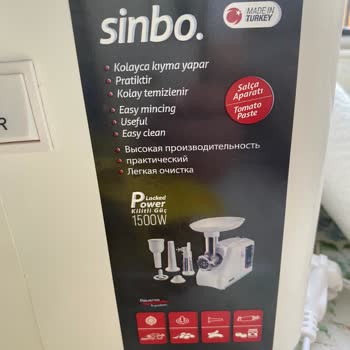 sinbo.
MADE IN
TURKEY
• Kolayca kıyma yapar
• Pratiktir
• Kolay temizlenir
Salça
Aparatı
Tomato
Paste
• Easy mincing
• Useful
• Easy clean
• Высокая производительность
• практический
• Легкая очистка
R
Locked
Power
Kilitli Güç
1500W
Reverse